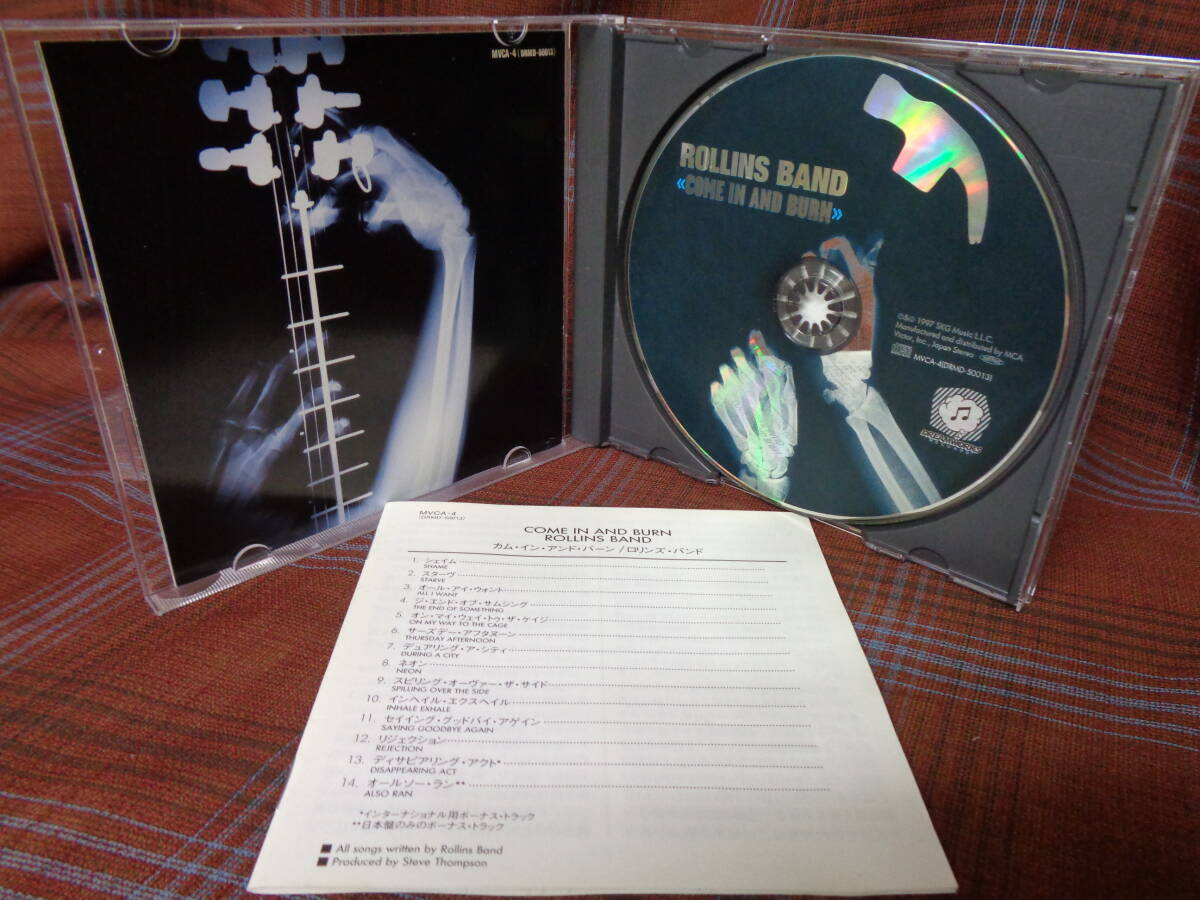 MVCA-4 (DRMD-50013)
ROLLINS BAND
«COME IN AND BURN»
℗&© 1997 SKG Music L.L.C.
Manufactured and distributed by MCA
Victor, Inc., Japan Stereo
MVCA-4(DRMD-50013)
DREAMWORKS
RECORDS
MVCA-4
(DRMD-50013)
COME IN AND BURN
ROLLINS BAND
カム・イン・アンド・バーン / ロリンズ・バンド
1. シェイム
SHAME
2. スターヴ
STARVE
3. オール・アイ・ウォント
ALL I WANT
4. ジ・エンド・オブ・サムシング
THE END OF SOMETHING
5. オン・マイ・ウェイ・トゥ・ザ・ケイジ
ON MY WAY TO THE CAGE
6. サーズデー・アフタヌーン
THURSDAY AFTERNOON
7. デュアリング・ア・シティ
DURING A CITY
8. ネオン
NEON
9. スピリング・オーヴァー・ザ・サイド
SPILLING OVER THE SIDE
10. インヘイル・エクスヘイル
INHALE EXHALE
11. セイイング・グッドバイ・アゲイン
SAYING GOODBYE AGAIN
12. リジェクション
REJECTION
13. ディサピアリング・アクト*
DISAPPEARING ACT
14. オールソー・ラン**
ALSO RAN
*インターナショナル用ボーナス・トラック
**日本盤のみのボーナス・トラック
■ All songs written by Rollins Band
■ Produced by Steve Thompson